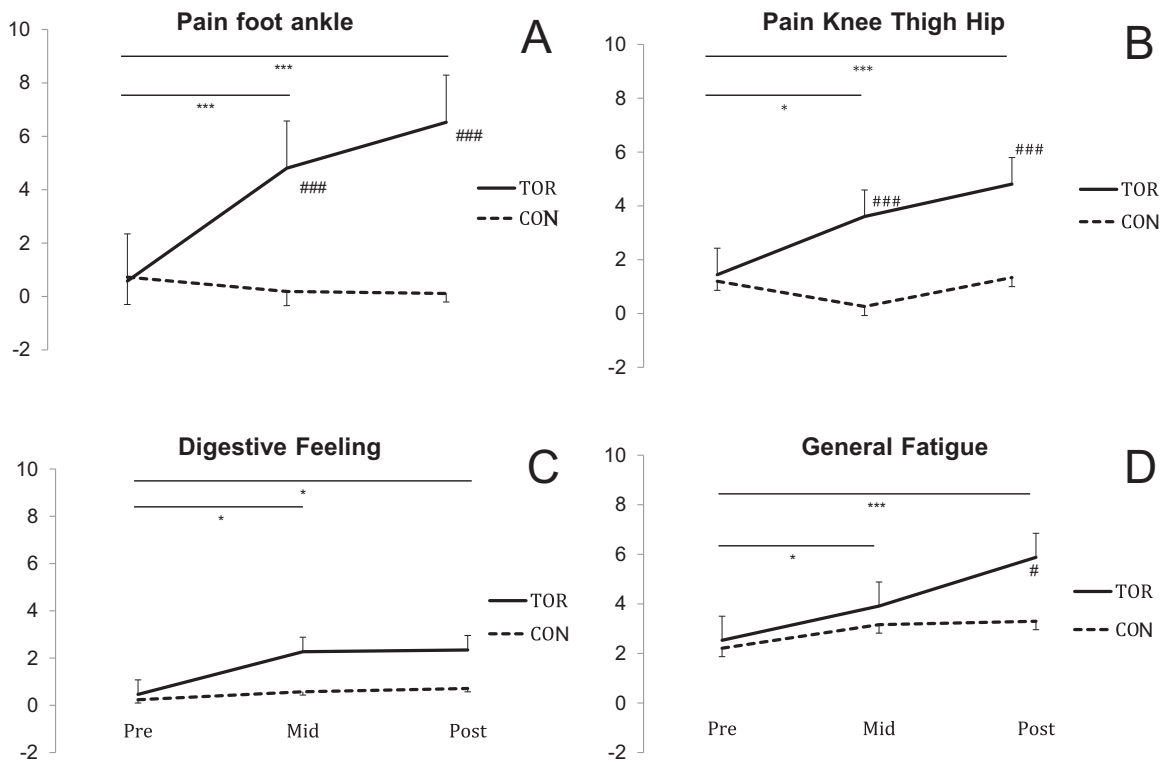 Pain foot ankle
A
10
8
6
4
2
0
-2
***
***
###
###
TOR
CON
Pain Knee Thigh Hip
B
10
8
6
4
2
0
-2
***
*
###
###
TOR
CON
Digestive Feeling
C
10
8
6
4
2
0
-2
*
*
TOR
CON
Pre Mid Post
General Fatigue
D
10
8
6
4
2
0
-2
***
*
#
TOR
CON
Pre Mid Post